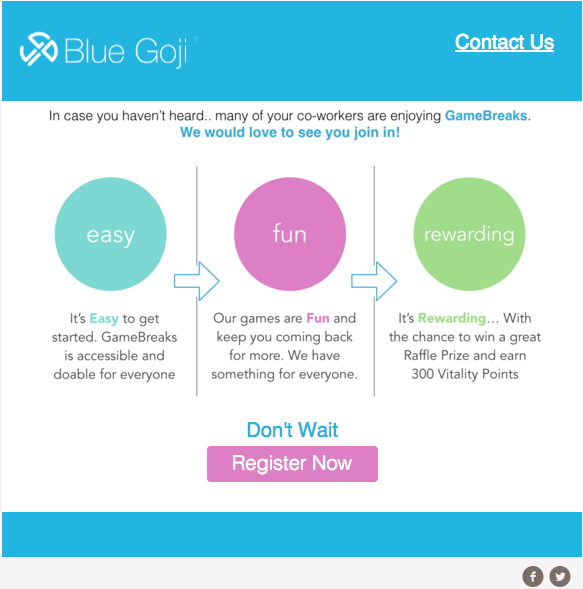 Blue Goji
Contact Us
In case you haven't heard.. many of your co-workers are enjoying GameBreaks.
We would love to see you join in!
easy
fun
rewarding
It's Easy to get
started. GameBreaks
is accessible and
doable for everyone
Our games are Fun and
keep you coming back
for more. We have
something for everyone.
It's Rewarding... With
the chance to win a great
Raffle Prize and earn
300 Vitality Points
Don't Wait
Register Now